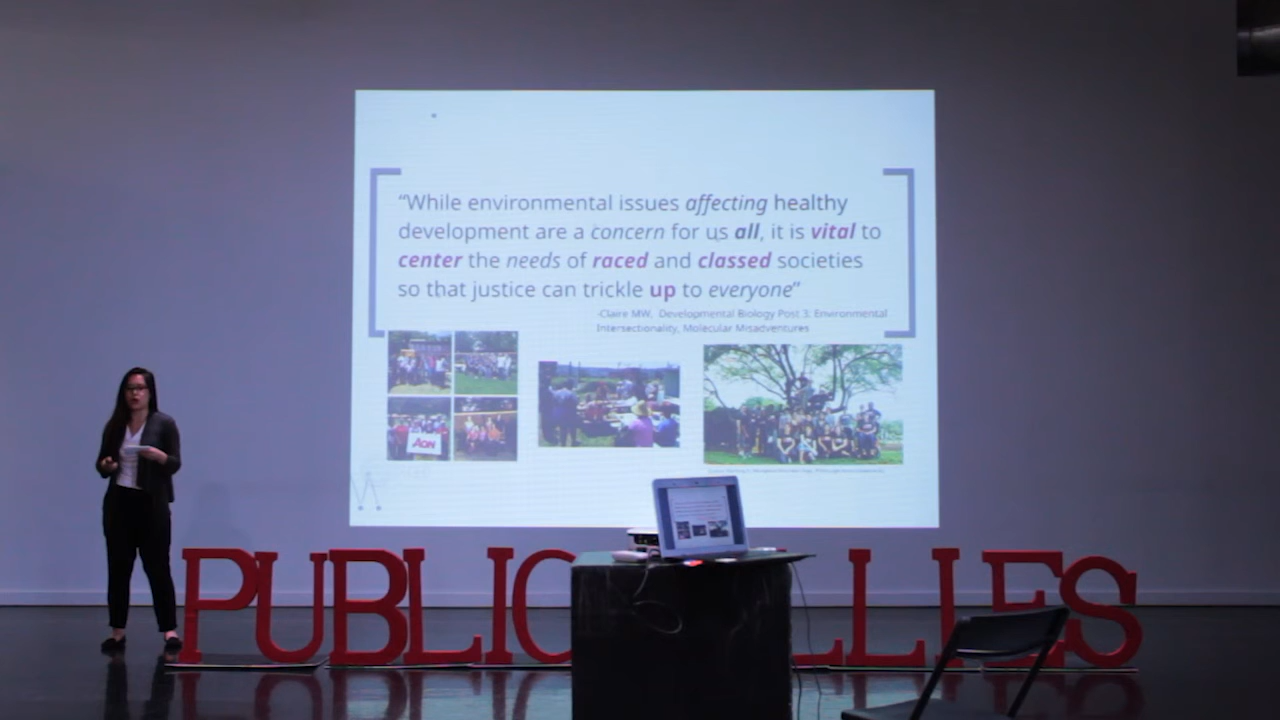 “While environmental issues affecting healthy
development are a concern for us all, it is vital to
center the needs of raced and classed societies
so that justice can trickle up to everyone”
-Claire MW, Developmental Biology Post 3: Environmental
Intersectionality, Molecular Misadventures
AON
PUBLIC LLIES